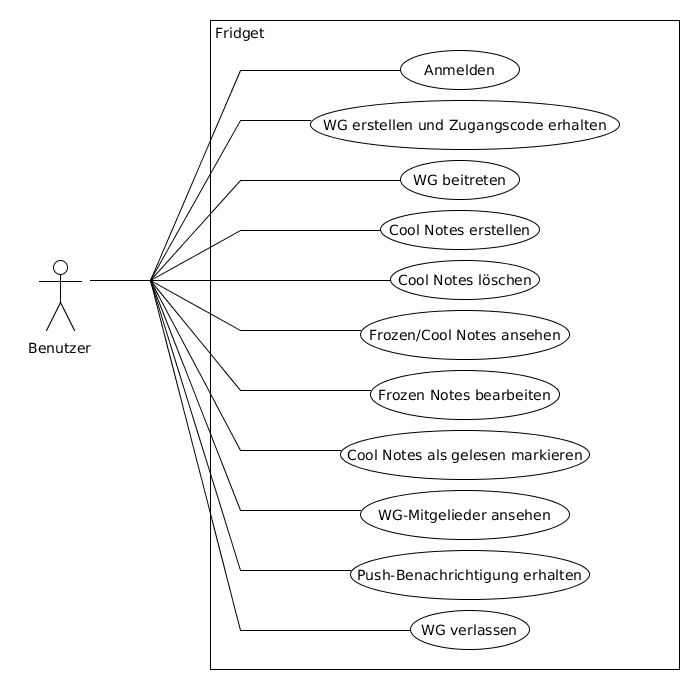 Fridget
Anmelden
WG erstellen und Zugangscode erhalten
WG beitreten
Cool Notes erstellen
Cool Notes löschen
Frozen/Cool Notes ansehen
Benutzer
Frozen Notes bearbeiten
Cool Notes als gelesen markieren
WG-Mitgelieder ansehen
Push-Benachrichtigung erhalten
WG verlassen